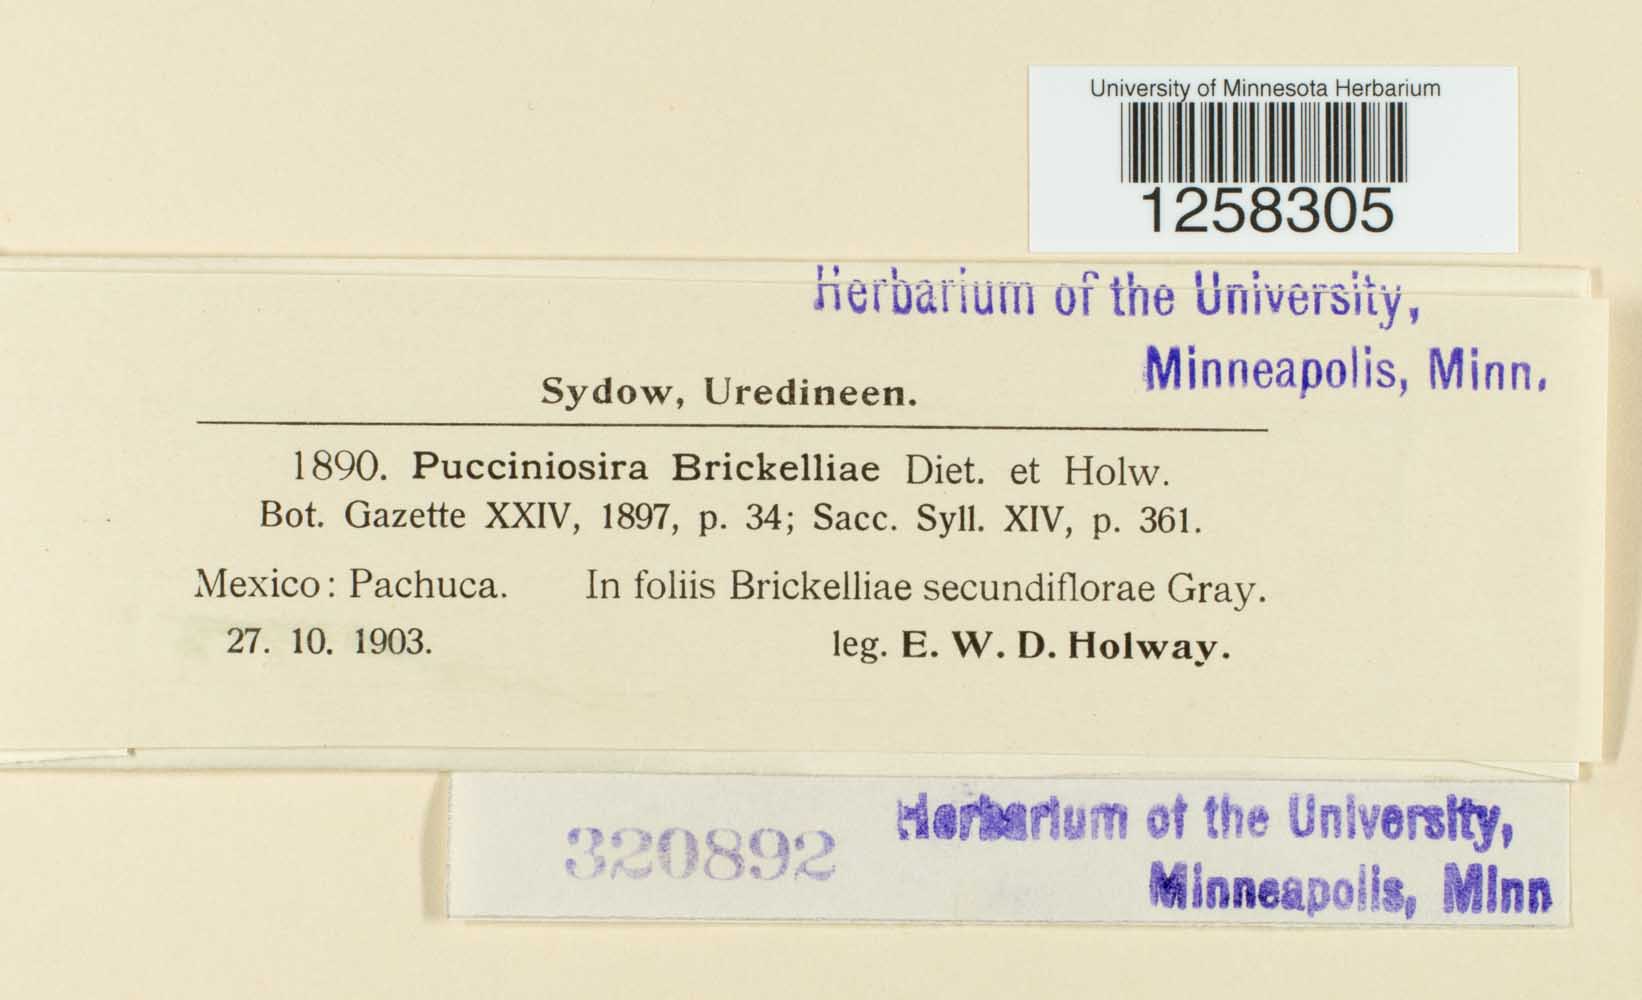 University of Minnesota Herbarium
1258305
Herbarium of the University,
Minneapolis, Minn.
Sydow, Uredineen.
1890. Pucciniosira Brickelliae Diet. et Holw.
Bot. Gazette XXIV, 1897, p. 34; Sacc. Syll. XIV, p. 361.
Mexico: Pachuca. In foliis Brickelliae secundiflorae Gray.
27. 10. 1903. leg. E. W. D. Holway.
320892
Herbarium of the University,
Minneapolis, Minn